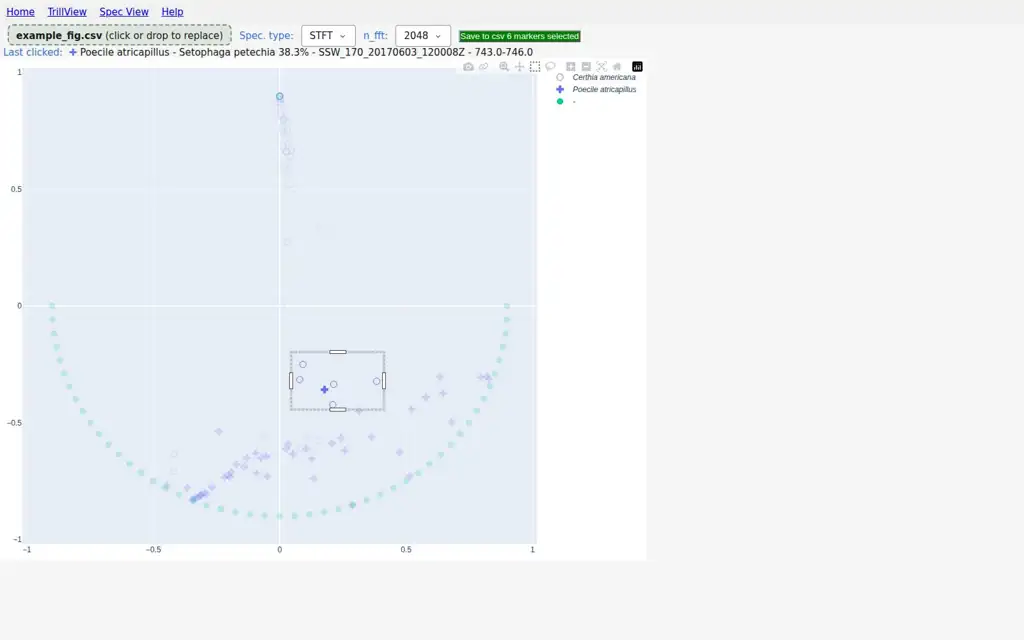 Home TrillView Spec View Help
example_fig.csv (click or drop to replace) Spec. type: STFT n_fft: 2048 Save to csv 6 markers selected
Last clicked: ✚ Poecile atricapillus - Setophaga petechia 38.3% - SSW_170_20170603_120008Z - 743.0-746.0
1
Certhia americana
Poecile atricapillus
-
0.5
0
−0.5
−1
−1 −0.5 0 0.5 1